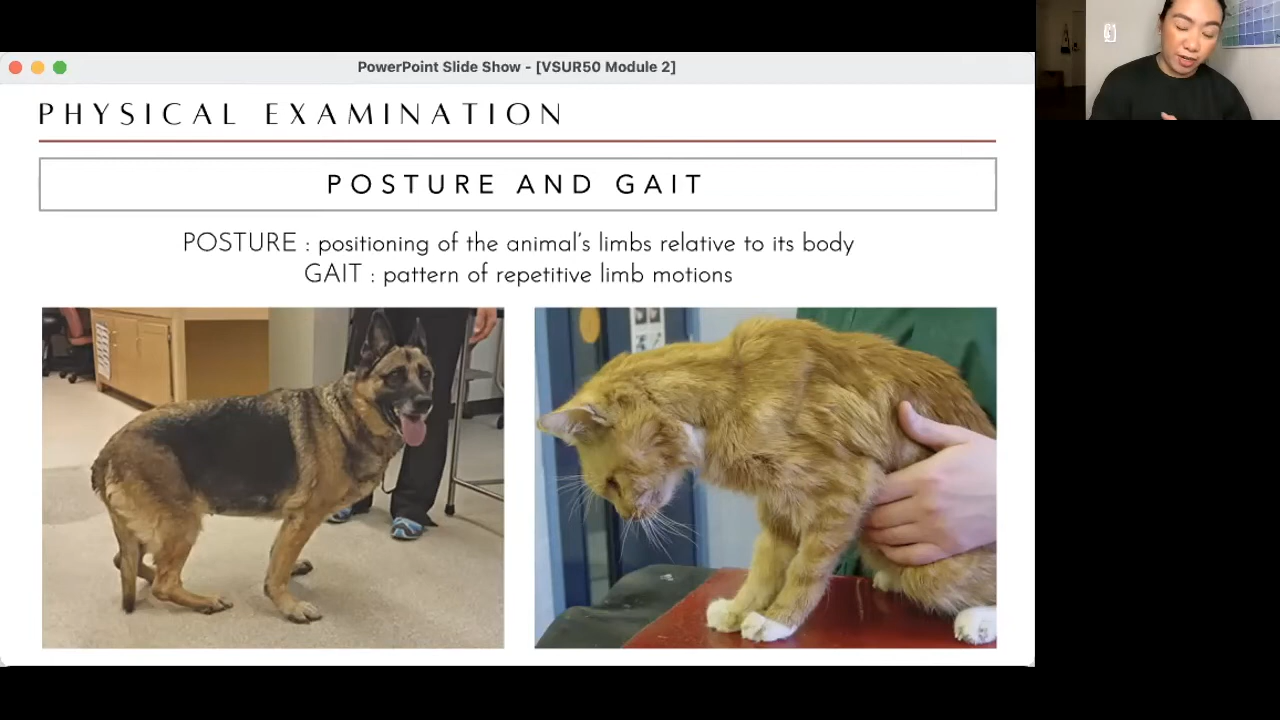 PowerPoint Slide Show - [VSUR50 Module 2]
PHYSICAL EXAMINATION
POSTURE AND GAIT
POSTURE : positioning of the animal's limbs relative to its body
GAIT : pattern of repetitive limb motions